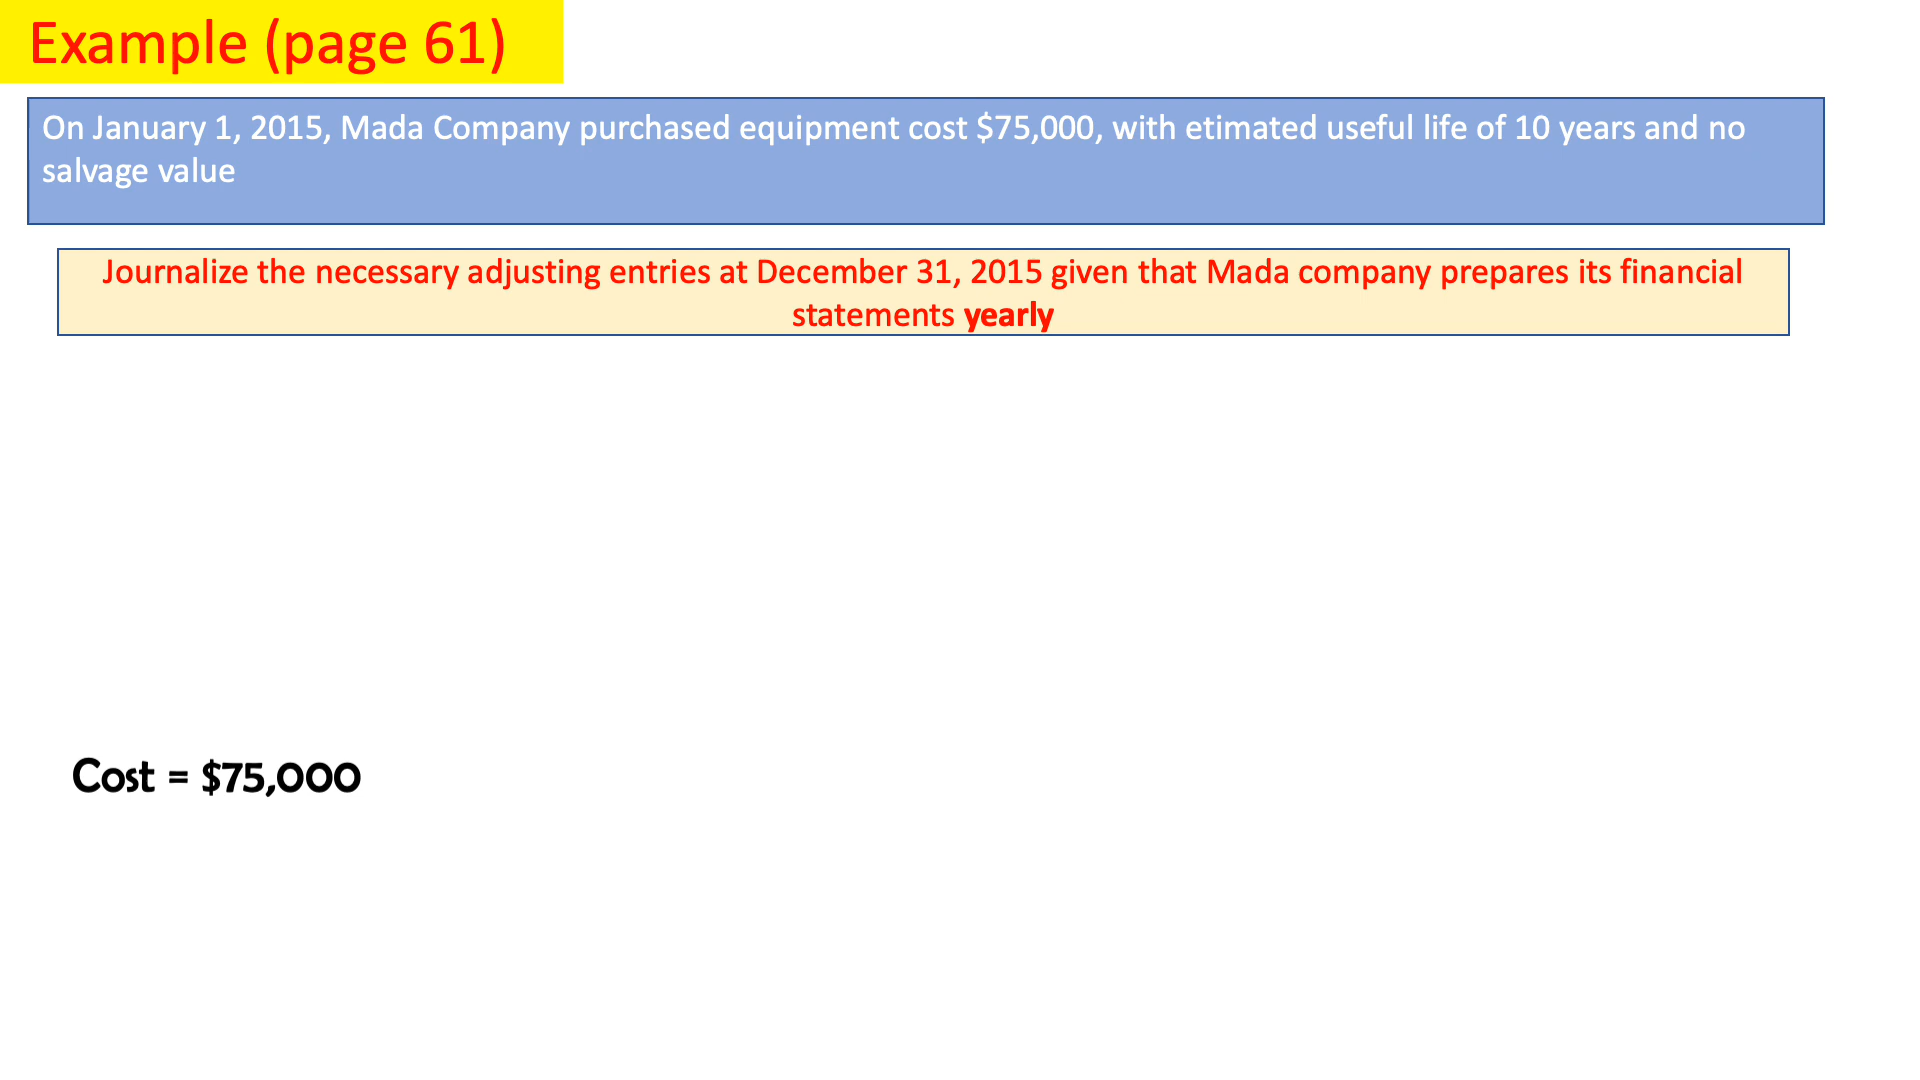 Example (page 61)
On January 1, 2015, Mada Company purchased equipment cost $75,000, with etimated useful life of 10 years and no
salvage value
Journalize the necessary adjusting entries at December 31, 2015 given that Mada company prepares its financial
statements yearly
Cost = $75,000